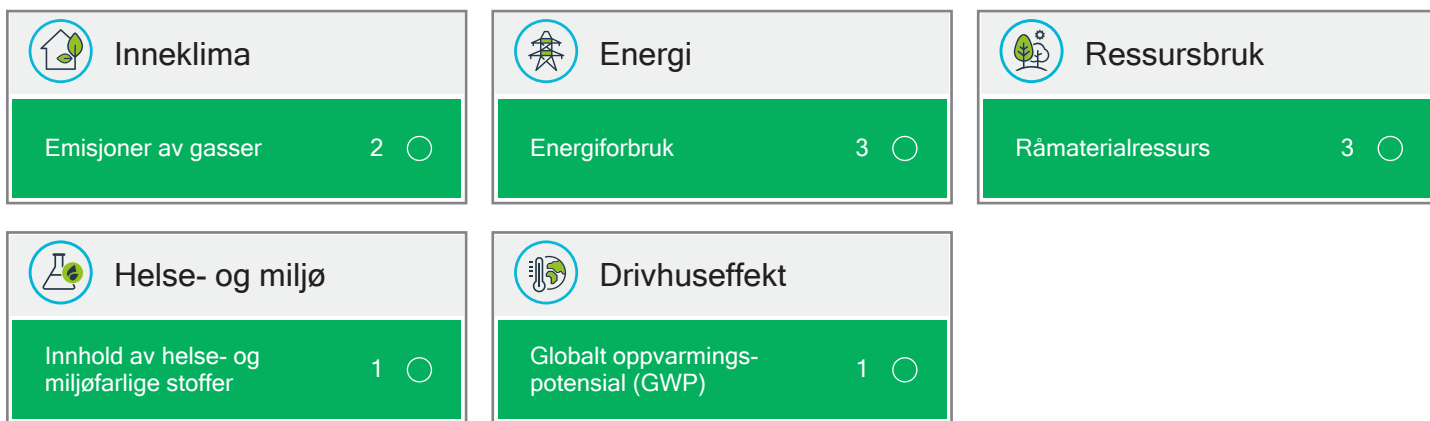 Inneklima
Emisjoner av gasser 2
Energi
Energiforbruk 3
Ressursbruk
Råmaterialressurs 3
Helse- og miljø
Innhold av helse- og
miljøfarlige stoffer 1
Drivhuseffekt
Globalt oppvarmings-
potensial (GWP) 1